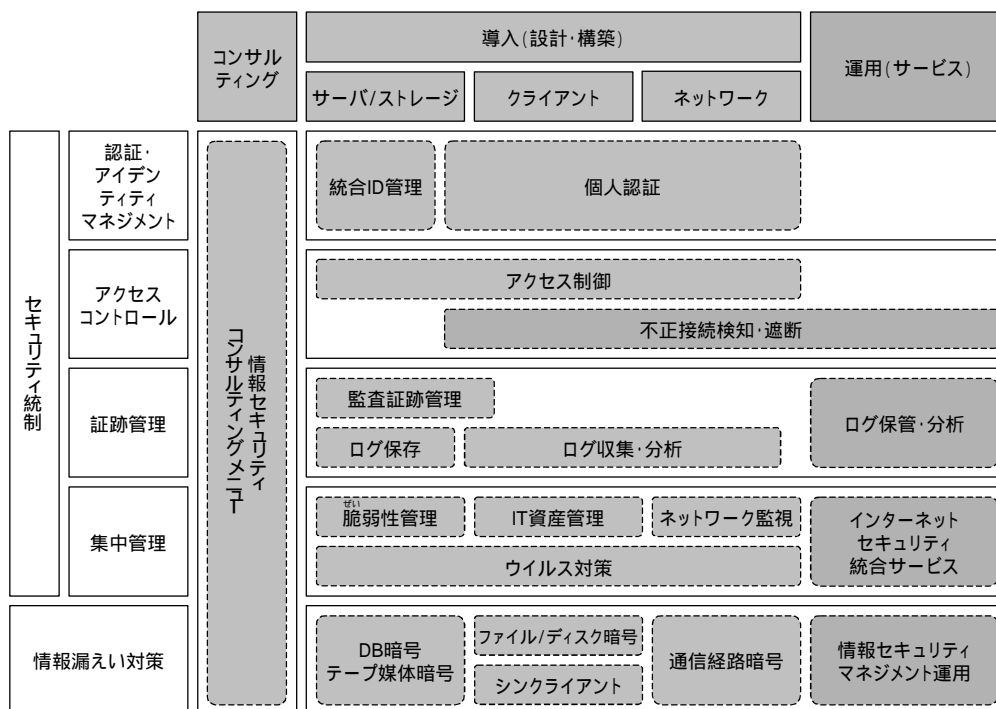 コンサル
ティング
導入(設計・構築)
サーバ/ストレージ
クライアント
ネットワーク
運用(サービス)
セキュリティ統制
認証・
アイデン
ティティ
マネジメント
情報セキュリティ
コンサルティングメニュー
統合ID管理
個人認証
アクセス
コントロール
アクセス制御
不正接続検知・遮断
証跡管理
監査証跡管理
ログ保存
ログ収集・分析
ログ保管・分析
集中管理
ぜい
脆弱性管理
IT資産管理
ネットワーク監視
ウイルス対策
インターネット
セキュリティ
統合サービス
情報漏えい対策
DB暗号
テープ媒体暗号
ファイル/ディスク暗号
シンクライアント
通信経路暗号
情報セキュリティ
マネジメント運用